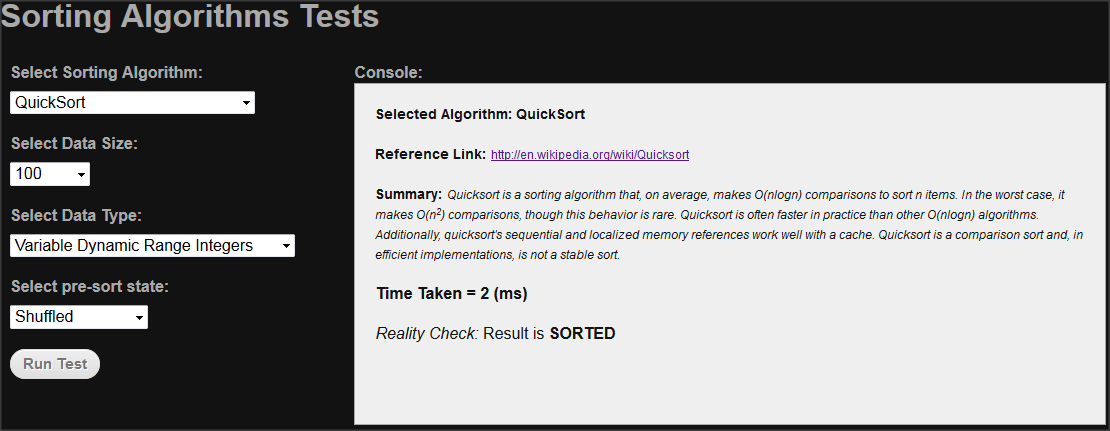 Sorting Algorithms Tests
Select Sorting Algorithm:
QuickSort
Select Data Size:
100
Select Data Type:
Variable Dynamic Range Integers
Select pre-sort state:
Shuffled
Run Test
Console:
Selected Algorithm: QuickSort
Reference Link: http://en.wikipedia.org/wiki/Quicksort
Summary: Quicksort is a sorting algorithm that, on average, makes O(nlogn) comparisons to sort n items. In the worst case, it
makes O(n²) comparisons, though this behavior is rare. Quicksort is often faster in practice than other O(nlogn) algorithms.
Additionally, quicksort's sequential and localized memory references work well with a cache. Quicksort is a comparison sort and, in
efficient implementations, is not a stable sort.
Time Taken = 2 (ms)
Reality Check: Result is SORTED